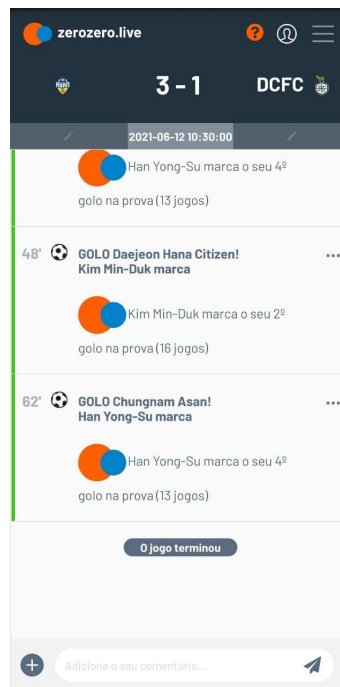 zerozero.live
?
ASAN
3 - 1
DCFC
2021-06-12 10:30:00
Han Yong-Su marca o seu 4º
golo na prova (13 jogos)
48'
GOLO Daejeon Hana Citizen!
Kim Min-Duk marca
Kim Min-Duk marca o seu 2º
golo na prova (16 jogos)
62'
GOLO Chungnam Asan!
Han Yong-Su marca
Han Yong-Su marca o seu 4º
golo na prova (13 jogos)
O jogo terminou
Adicione o seu comentário...